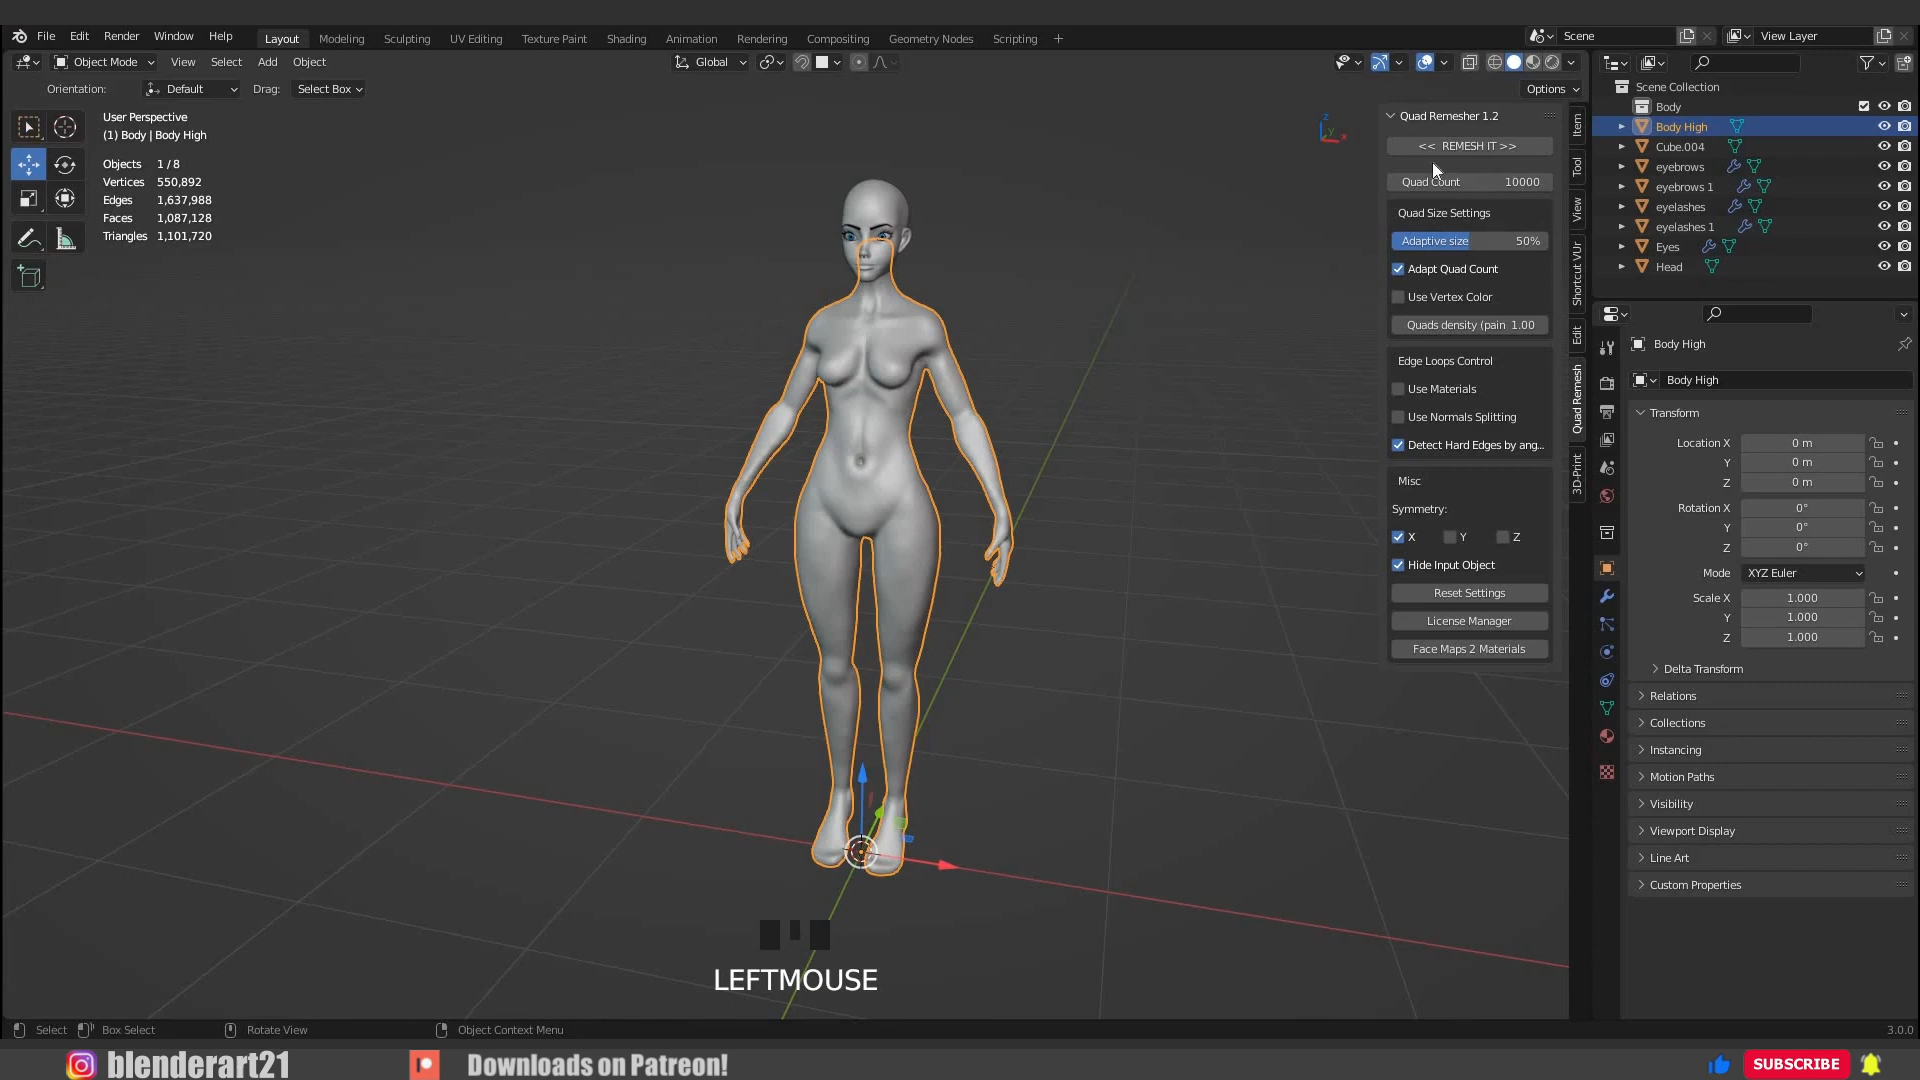 File Edit Render Window Help Layout Modeling Sculpting UV Editing Texture Paint Shading Animation Rendering Compositing Geometry Nodes Scripting + Scene View Layer
Object Mode View Select Add Object Global
Orientation: Default Drag: Select Box Options
User Perspective
(1) Body | Body High
Objects 1 / 8
Vertices 550,892
Edges 1,637,988
Faces 1,087,128
Triangles 1,101,720
Z
Y
X
Quad Remesher 1.2
<< REMESH IT >>
Quad Count 10000
Quad Size Settings
Adaptive size 50%
Adapt Quad Count
Use Vertex Color
Quads density (pain 1.00
Edge Loops Control
Use Materials
Use Normals Splitting
Detect Hard Edges by ang...
Misc
Symmetry:
X Y Z
Hide Input Object
Reset Settings
License Manager
Face Maps 2 Materials
Item
Tool
View
Shortcut VUr
Edit
Quad Remesh
3D-Print
Scene Collection
Body
Body High
Cube.004
eyebrows
eyebrows 1
eyelashes
eyelashes 1
Eyes
Head
Body High
Body High
Transform
Location X 0 m
Y 0 m
Z 0 m
Rotation X 0°
Y 0°
Z 0°
Mode XYZ Euler
Scale X 1.000
Y 1.000
Z 1.000
Delta Transform
Relations
Collections
Instancing
Motion Paths
Visibility
Viewport Display
Line Art
Custom Properties
LEFTMOUSE
Select Box Select Rotate View Object Context Menu 3.0.0
blenderart21 Downloads on Patreon! SUBSCRIBE